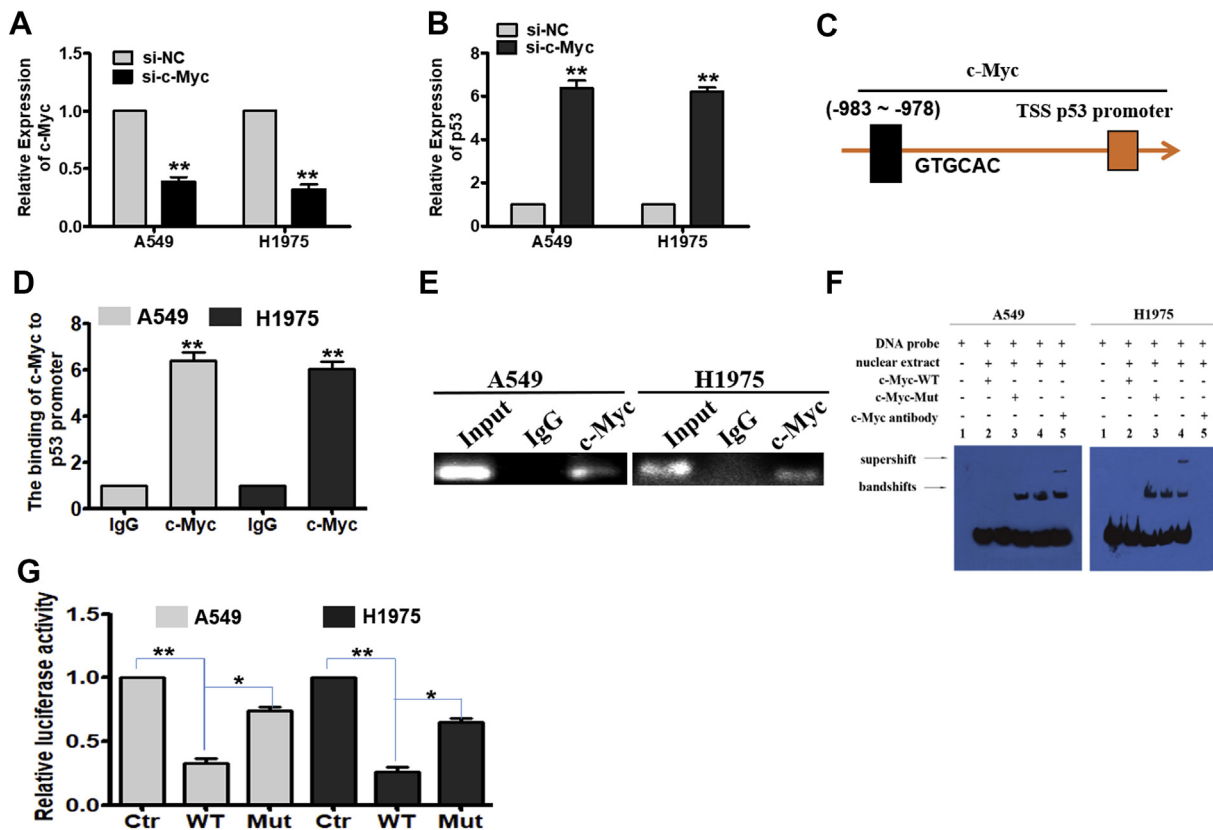 A
si-NC
si-c-Myc
Relative Expression
of c-Myc
1.5
1.0
0.5
0.0
**
**
A549
H1975
B
si-NC
si-c-Myc
Relative Expression
of p53
8
6
4
2
0
**
**
A549
H1975
C
c-Myc
(-983 ~ -978)
TSS p53 promoter
GTGCAC
D
A549
H1975
The binding of c-Myc to
p53 promoter
8
6
4
2
0
**
**
IgG
c-Myc
IgG
c-Myc
E
A549
H1975
Input
IgG
c-Myc
Input
IgG
c-Myc
F
A549
H1975
DNA probe + + + + + + + + + +
nuclear extract - + + + + - + + + +
c-Myc-WT - + - - - - + - - -
c-Myc-Mut - - + - - - - + - -
c-Myc antibody - - - - + - - - - +
1 2 3 4 5 1 2 3 4 5
supershift
bandshifts
G
A549
H1975
Relative luciferase activity
1.5
1.0
0.5
0.0
**
*
**
*
Ctr
WT
Mut
Ctr
WT
Mut